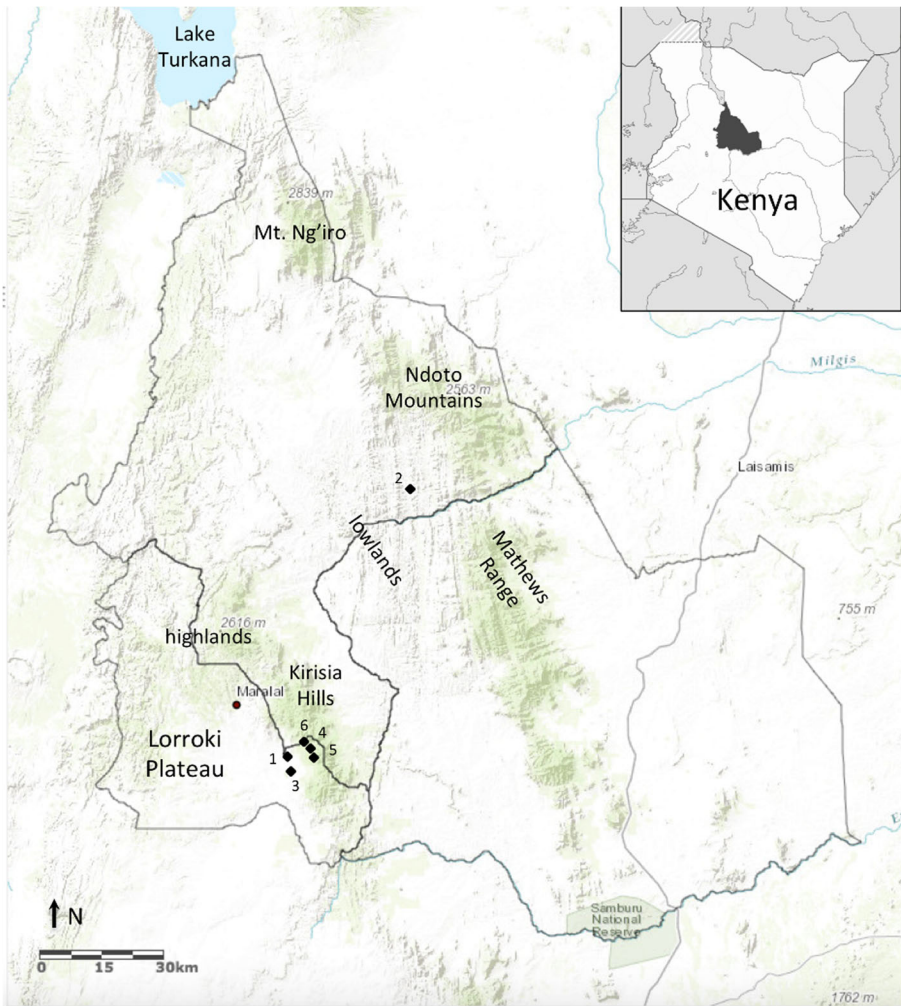 Lake
Turkana
Kenya
2839 m
Mt. Ng'iro
Ndoto
2563 m
Mountains
Milgis
Laisamis
2
lowlands
Mathews
Range
755 m
2616 m
highlands
Kirisia
Hills
Maralal
Lorroki
Plateau
6
4
5
1
3
Samburu
National
Reserve
N
0 15 30km
1762 m